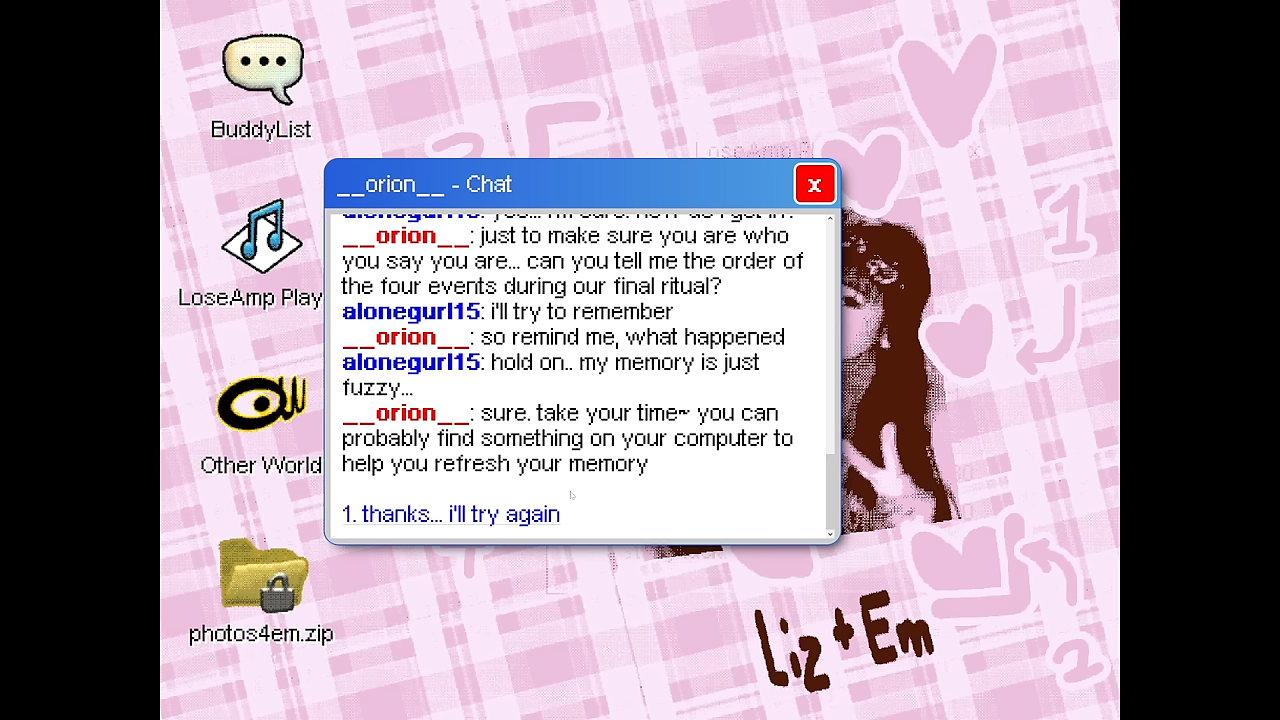 BuddyList
LoseAmp Play
Other World
photos4em.zip
__orion__ - Chat
x
__orion__: just to make sure you are who
you say you are... can you tell me the order of
the four events during our final ritual?
alonegurl15: i'll try to remember
__orion__: so remind me, what happened
alonegurl15: hold on.. my memory is just
fuzzy...
__orion__: sure. take your time~ you can
probably find something on your computer to
help you refresh your memory
1. thanks... i'll try again
LoseAmp Pl
1
2
Liz + Em